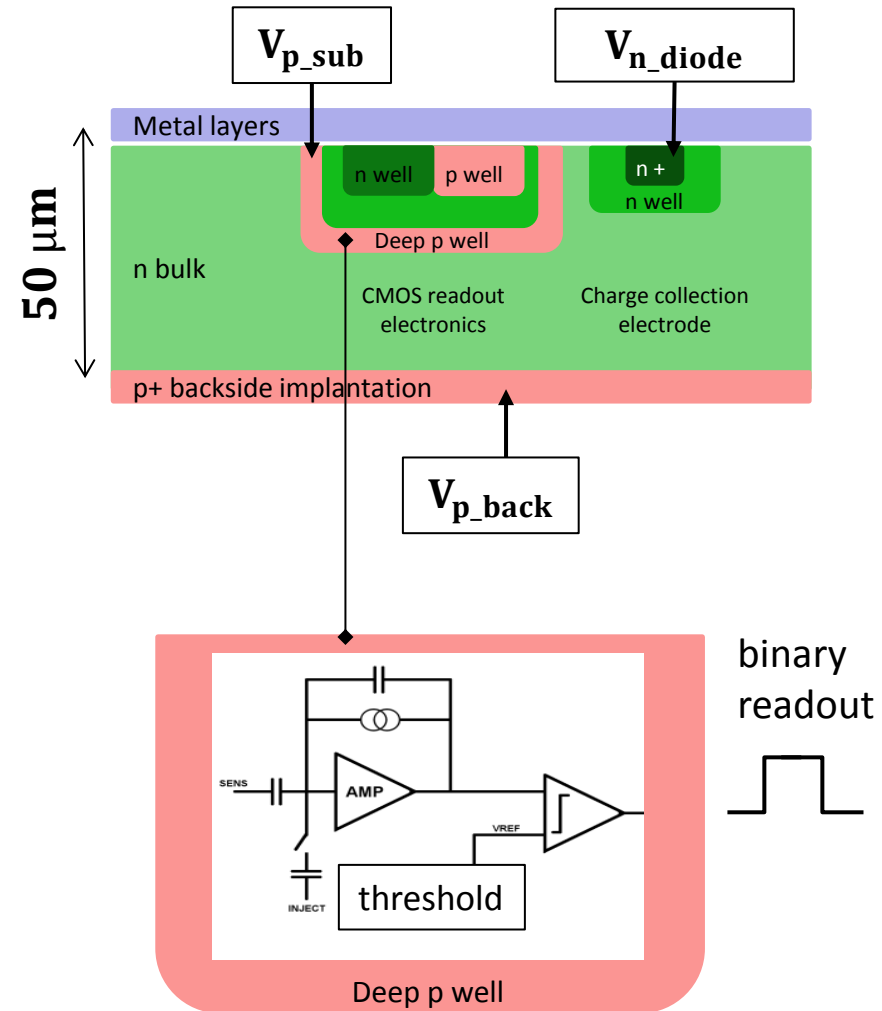 V_p_sub
V_n_diode
Metal layers
50 μm
n well
p well
n +
n well
Deep p well
n bulk
CMOS readout
electronics
Charge collection
electrode
p+ backside implantation
V_p_back
binary
readout
SENS
AMP
VREF
INJECT
threshold
Deep p well